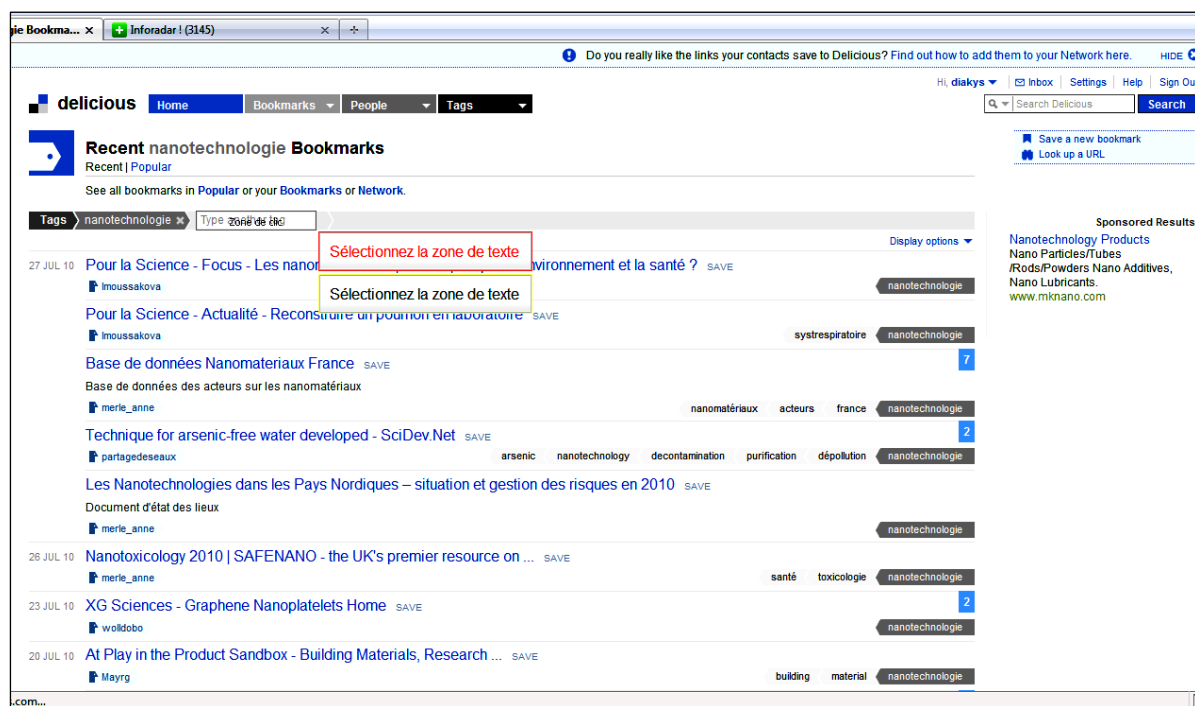 gie Bookma... Inforadar ! (3145)
Do you really like the links your contacts save to Delicious? Find out how to add them to your Network here. HIDE
Hi, diakys Inbox Settings Help Sign Ou
delicious Home Bookmarks People Tags Search Delicious Search
Recent nanotechnologie Bookmarks
Recent | Popular
See all bookmarks in Popular or your Bookmarks or Network.
Save a new bookmark
Look up a URL
Tags nanotechnologie Type another tag
Zone de clic
Display options
Sélectionnez la zone de texte
Sélectionnez la zone de texte
27 JUL 10 Pour la Science - Focus - Les nanor vironnement et la santé ? SAVE
lmoussakova nanotechnologie
Pour la Science - Actualité - Reconstruire un poumon en laboratoire SAVE
lmoussakova systrespiratoire nanotechnologie
Base de données Nanomateriaux France SAVE 7
Base de données des acteurs sur les nanomatériaux
merle_anne nanomatériaux acteurs france nanotechnologie
Technique for arsenic-free water developed - SciDev.Net SAVE 2
partagedeseaux arsenic nanotechnology decontamination purification dépollution nanotechnologie
Les Nanotechnologies dans les Pays Nordiques – situation et gestion des risques en 2010 SAVE
Document d'état des lieux
merle_anne nanotechnologie
26 JUL 10 Nanotoxicology 2010 | SAFENANO - the UK's premier resource on ... SAVE
merle_anne santé toxicologie nanotechnologie
23 JUL 10 XG Sciences - Graphene Nanoplatelets Home SAVE 2
wolldobo nanotechnologie
20 JUL 10 At Play in the Product Sandbox - Building Materials, Research ... SAVE
Mayrg building material nanotechnologie
Sponsored Results
Nanotechnology Products
Nano Particles/Tubes
/Rods/Powders Nano Additives,
Nano Lubricants.
www.mknano.com
.com...